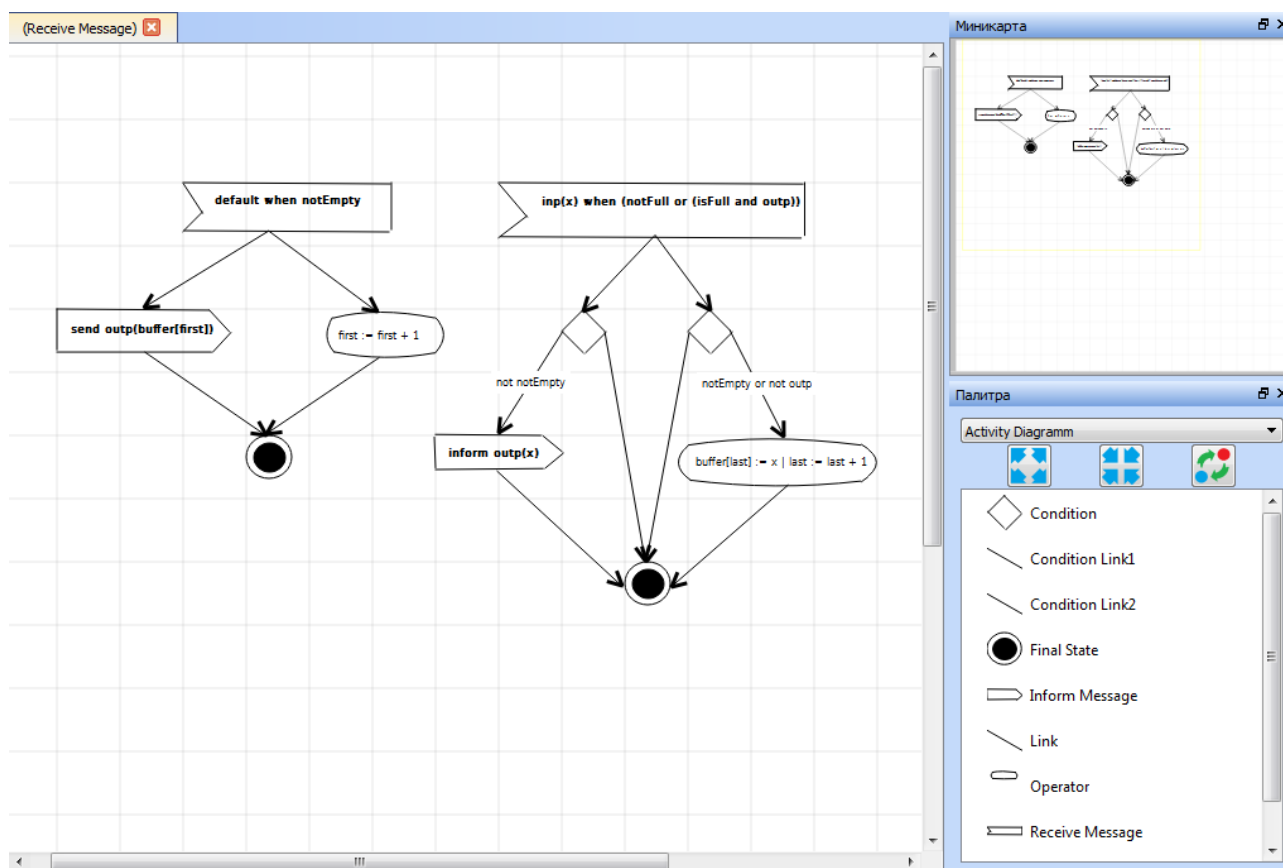 (Receive Message)
default when notEmpty
inp(x) when (notFull or (isFull and outp))
send outp(buffer[first])
first := first + 1
not notEmpty
notEmpty or not outp
inform outp(x)
buffer[last] := x | last := last + 1
Миникарта
Палитра
Activity Diagramm
Condition
Condition Link1
Condition Link2
Final State
Inform Message
Link
Operator
Receive Message